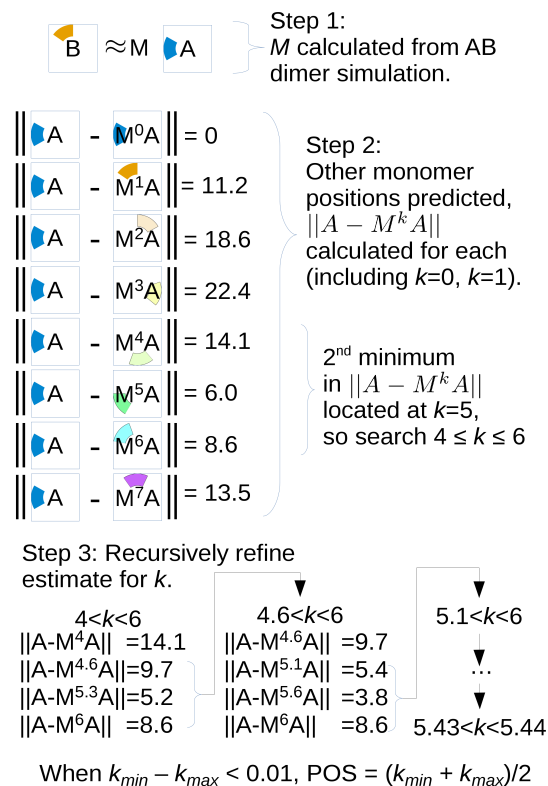 B ≈M A
Step 1:
M calculated from AB
dimer simulation.
||A - M⁰A|| = 0
||A - M¹A|| = 11.2
||A - M²A|| = 18.6
||A - M³A|| = 22.4
||A - M⁴A|| = 14.1
||A - M⁵A|| = 6.0
||A - M⁶A|| = 8.6
||A - M⁷A|| = 13.5
Step 2:
Other monomer
positions predicted,
||A − Mᵏ A||
calculated for each
(including k=0, k=1).
2ⁿᵈ minimum
in ||A − Mᵏ A||
located at k=5,
so search 4 ≤ k ≤ 6
Step 3: Recursively refine
estimate for k.
4<k<6
||A-M⁴A|| =14.1
||A-M⁴·⁶A||=9.7
||A-M⁵·³A||=5.2
||A-M⁶A|| =8.6
4.6<k<6
||A-M⁴·⁶A|| =9.7
||A-M⁵·¹A|| =5.4
||A-M⁵·⁶A|| =3.8
||A-M⁶A|| =8.6
5.1<k<6
...
5.43<k<5.44
When kmin – kmax < 0.01, POS = (kmin + kmax)/2